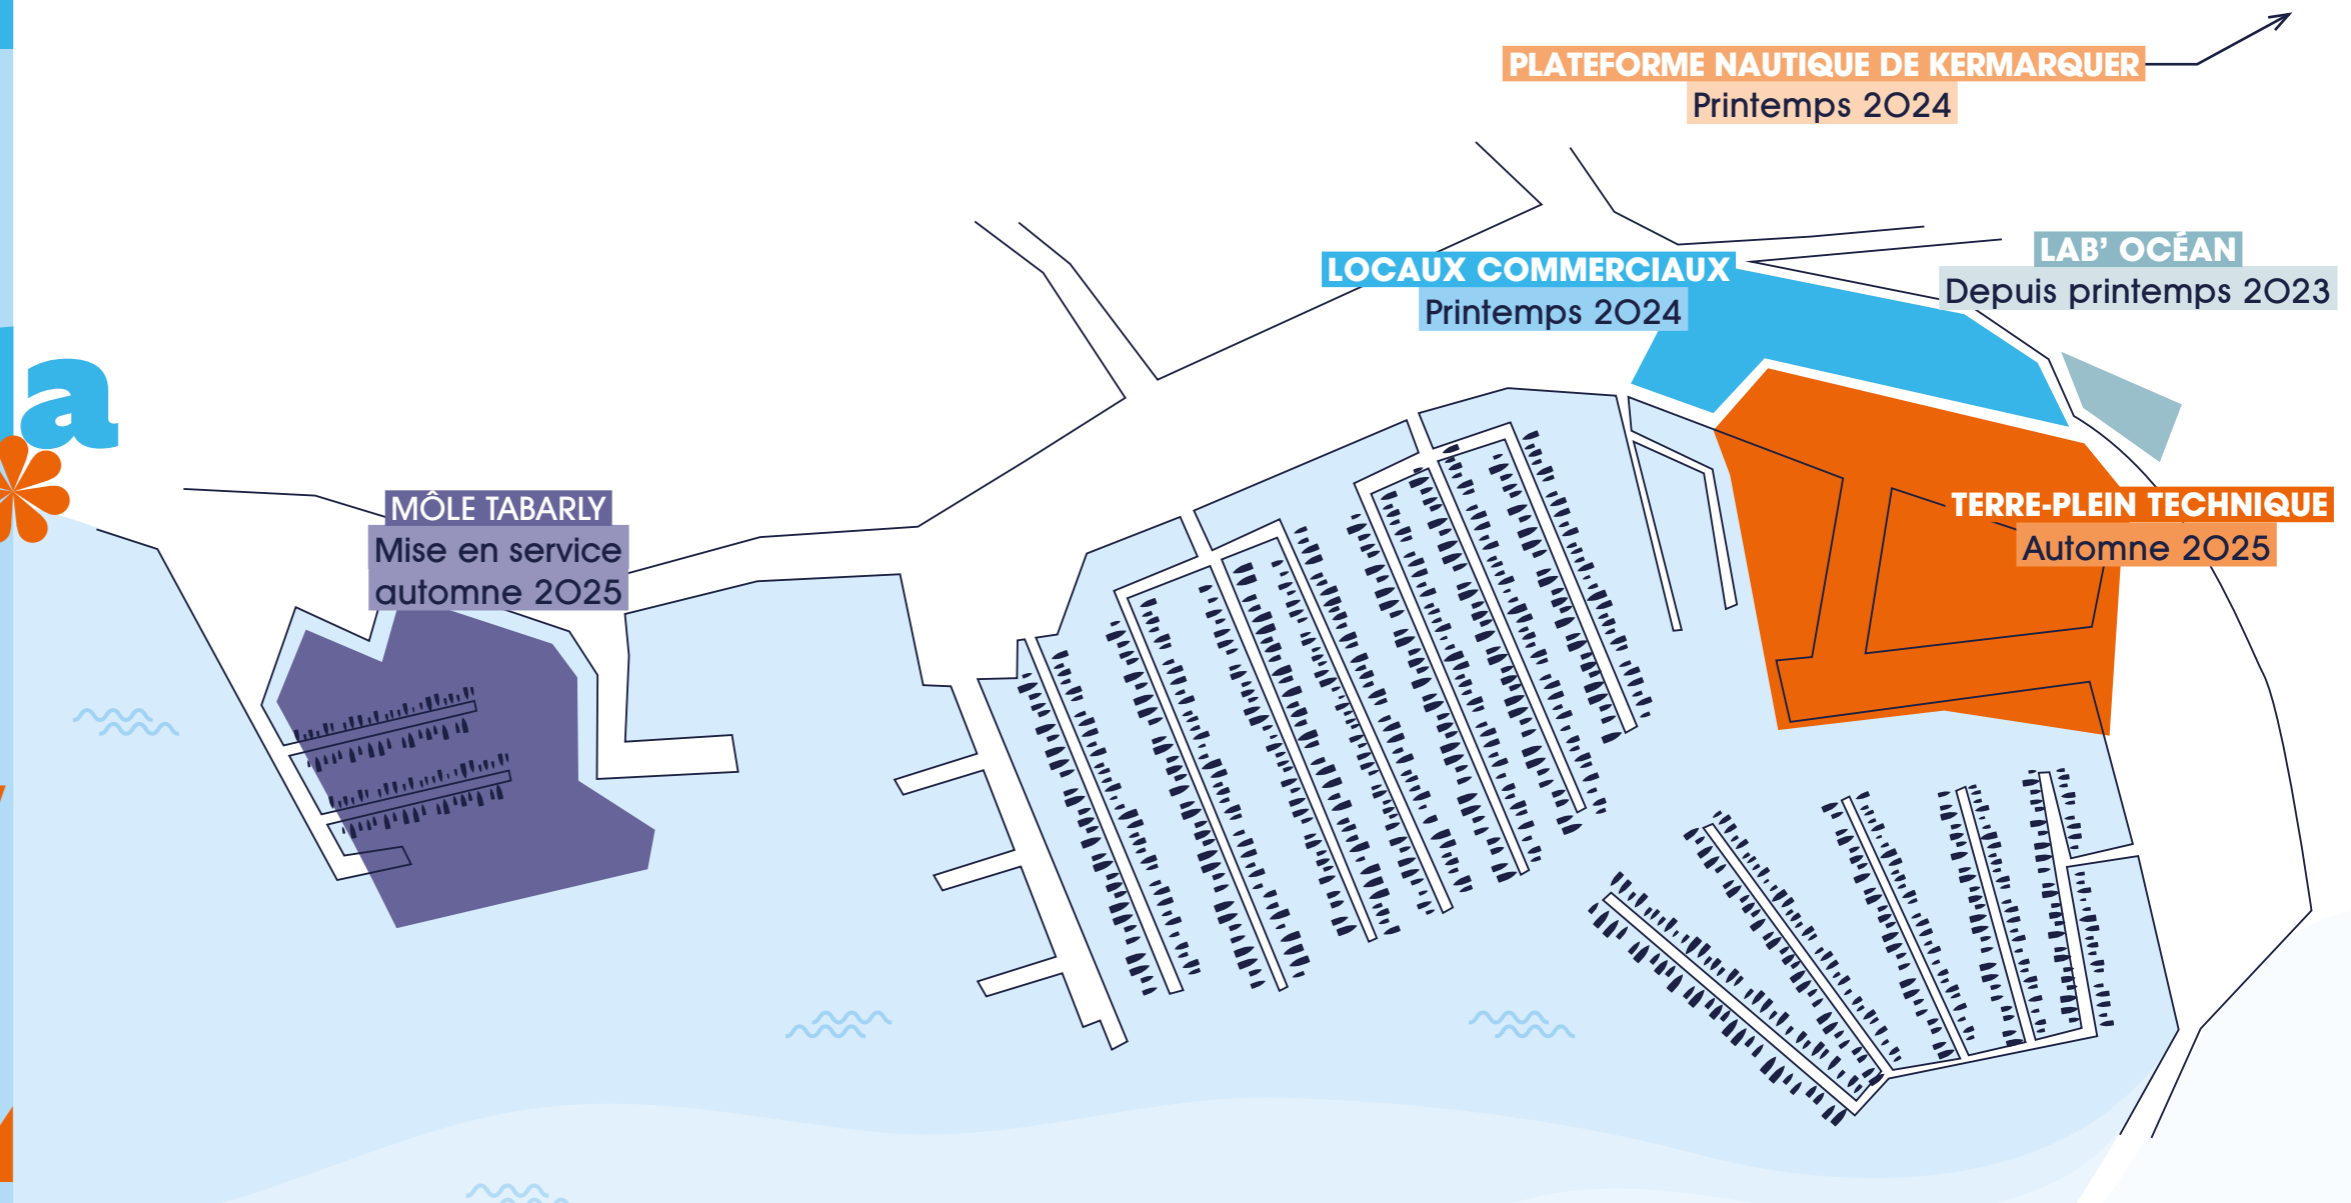 PLATEFORME NAUTIQUE DE KERMARQUER
Printemps 2024
LAB' OCÉAN
Depuis printemps 2023
LOCAUX COMMERCIAUX
Printemps 2024
a
MÔLE TABARLY
Mise en service
automne 2025
TERRE-PLEIN TECHNIQUE
Automne 2025